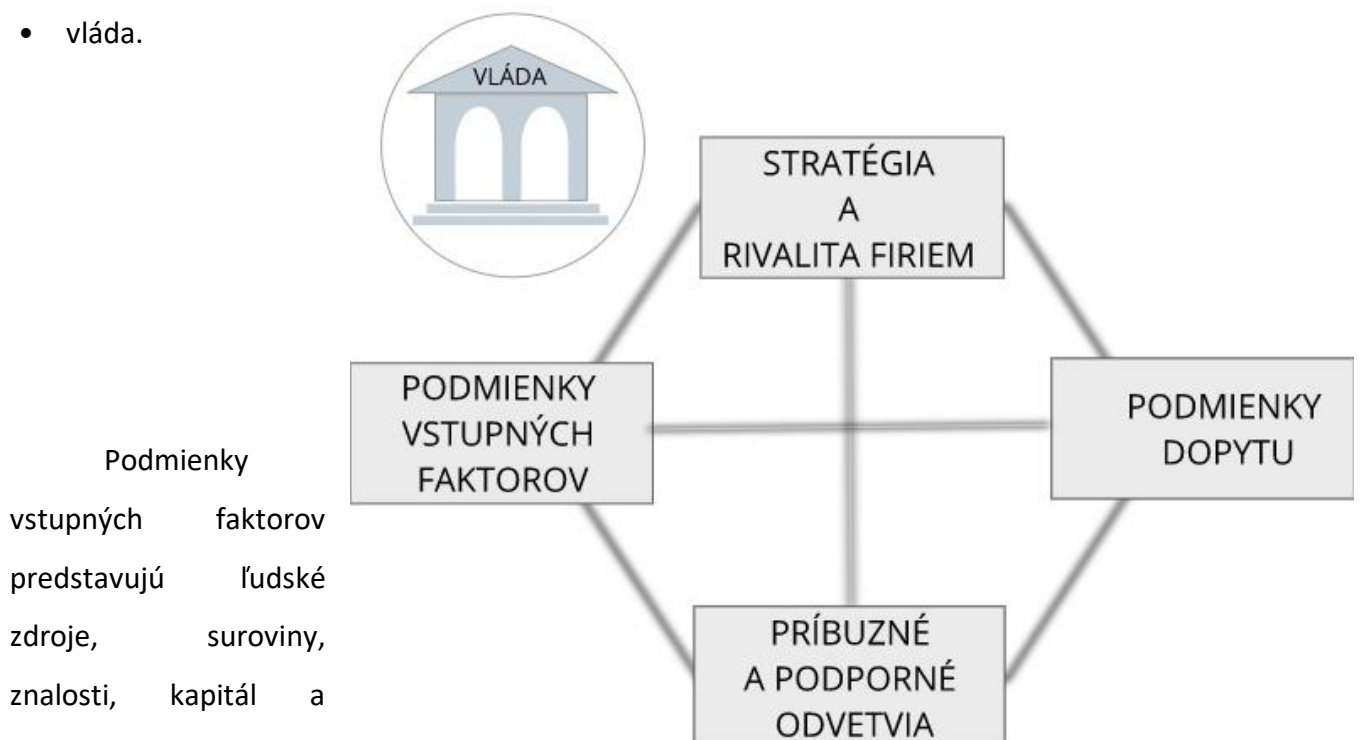 • vláda.
VLÁDA
STRATÉGIA
A
RIVALITA FIRIEM
PODMIENKY
VSTUPNÝCH
FAKTOROV
PODMIENKY
DOPYTU
PRÍBUZNÉ
A PODPORNÉ
ODVETVIA
Podmienky
vstupných faktorov
predstavujú ľudské
zdroje, suroviny,
znalosti, kapitál a